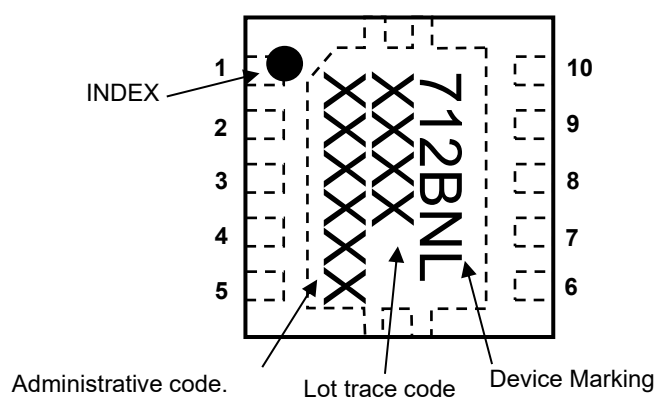 1
10
INDEX
2
9
3
8
4
7
5
6
712BNL
XXXX
XXXXXX
Administrative code.
Lot trace code
Device Marking